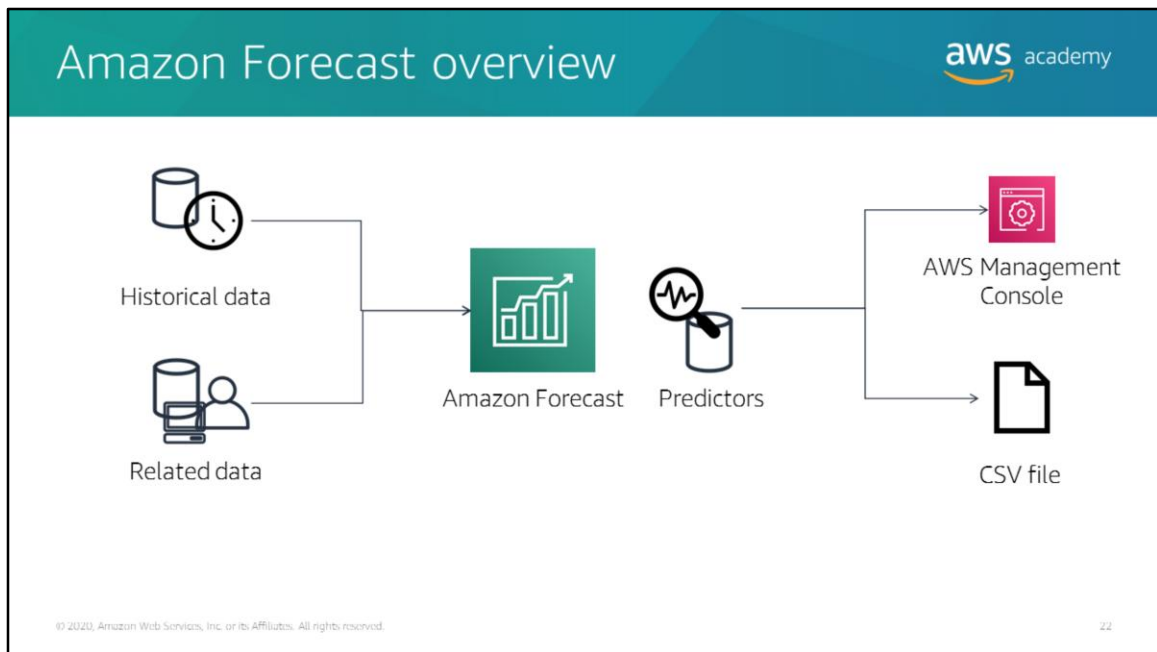 Amazon Forecast overview
aws academy
Historical data
Related data
Amazon Forecast
Predictors
AWS Management
Console
CSV file
© 2020, Amazon Web Services, Inc. or its Affiliates. All rights reserved.
22